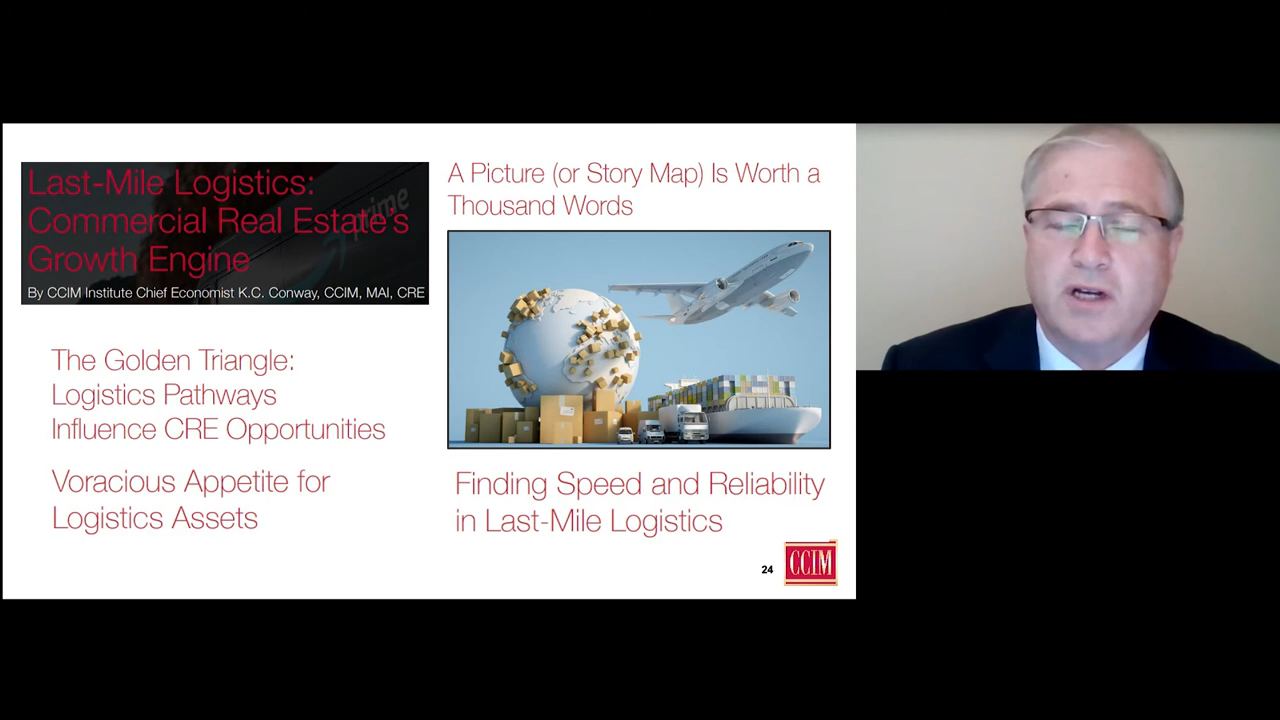 Last-Mile Logistics:
Commercial Real Estate's
Growth Engine
By CCIM Institute Chief Economist K.C. Conway, CCIM, MAI, CRE
prime
The Golden Triangle:
Logistics Pathways
Influence CRE Opportunities
Voracious Appetite for
Logistics Assets
A Picture (or Story Map) Is Worth a
Thousand Words
Finding Speed and Reliability
in Last-Mile Logistics
24
CCIM